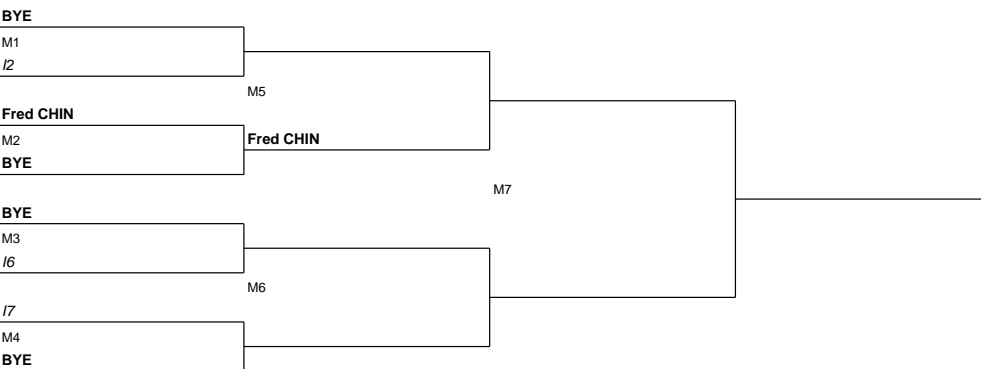 BYE
M1
I2
M5
Fred CHIN
M2
Fred CHIN
BYE
M7
BYE
M3
I6
M6
I7
M4
BYE